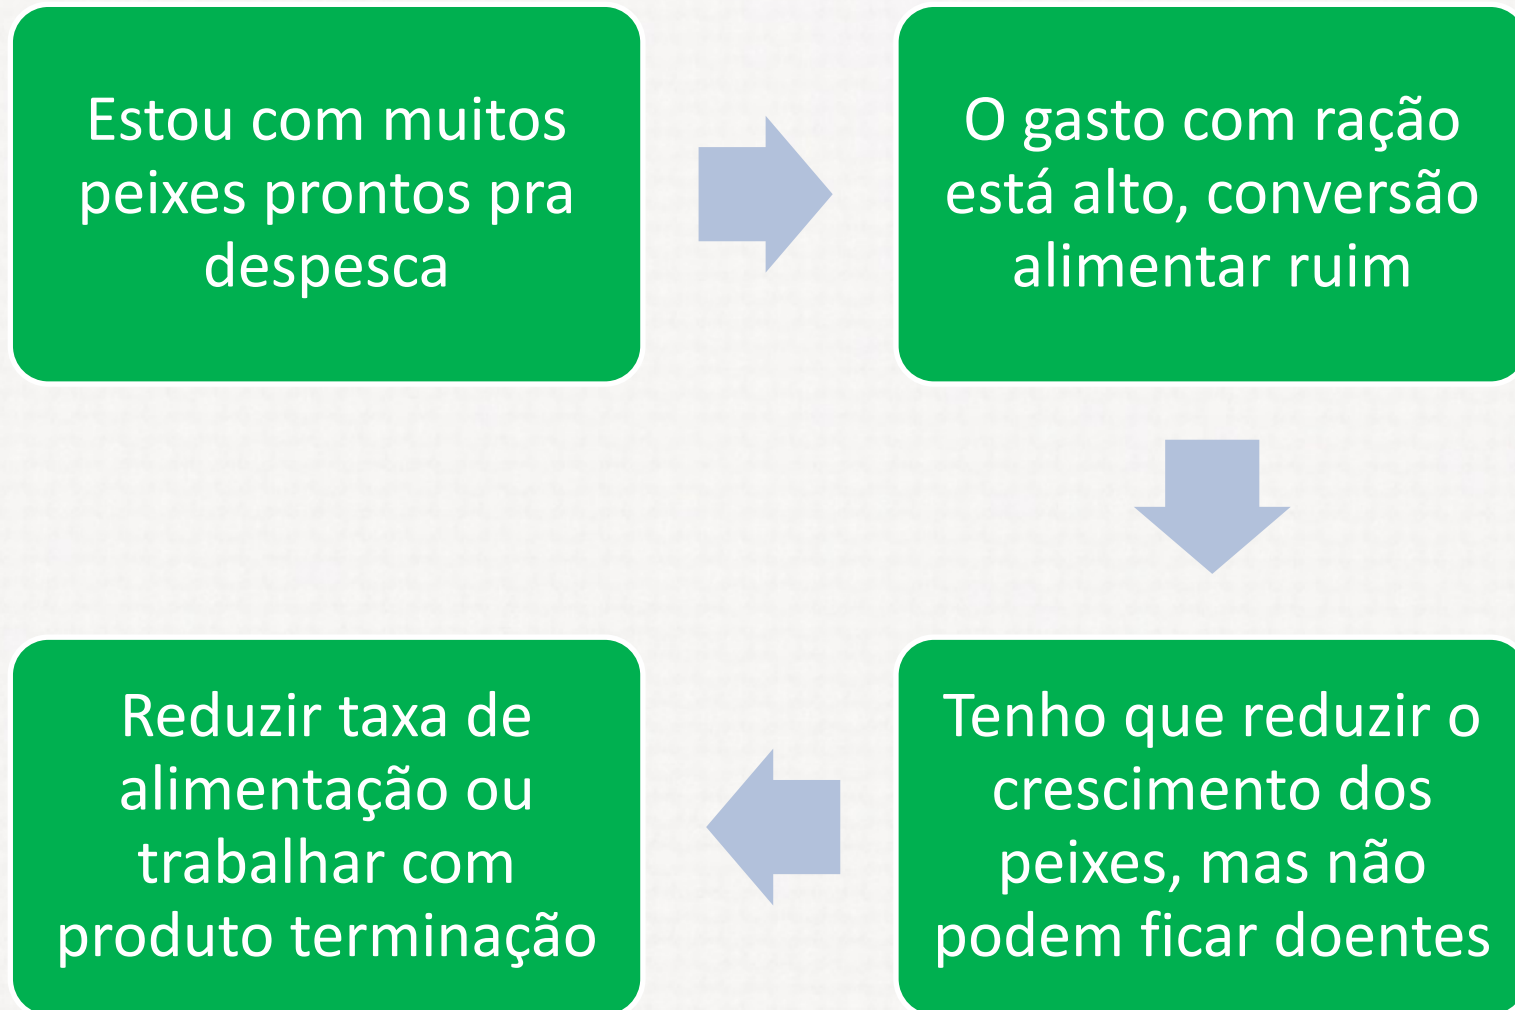 Estou com muitos
peixes prontos pra
despesca
O gasto com ração
está alto, conversão
alimentar ruim
Tenho que reduzir o
crescimento dos
peixes, mas não
podem ficar doentes
Reduzir taxa de
alimentação ou
trabalhar com
produto terminação